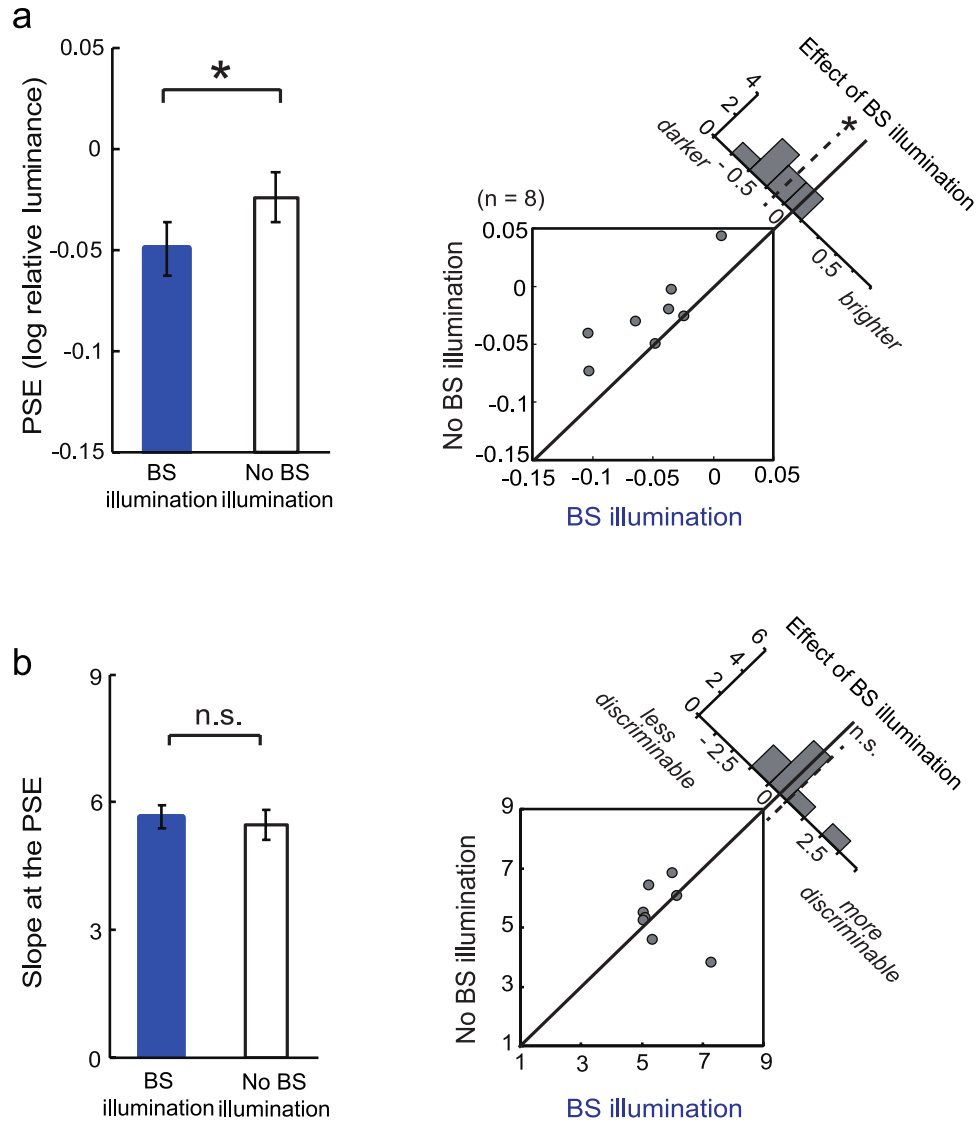 a
PSE (log relative luminance)
0.05
0
-0.05
-0.1
-0.15
*
BS
illumination
No BS
illumination
(n = 8)
No BS illumination
0.05
0
-0.05
-0.1
-0.15
-0.15
-0.1
-0.05
0
0.05
BS illumination
4
2
0
darker
- 0.5
0
0.5
brighter
*
Effect of BS
illumination
b
Slope at the PSE
9
6
3
0
n.s.
BS
illumination
No BS
illumination
No BS illumination
9
7
5
3
1
1
3
5
7
9
BS illumination
6
4
2
0
less
discriminable
- 2.5
0
2.5
more
discriminable
n.s.
Effect of BS
illumination